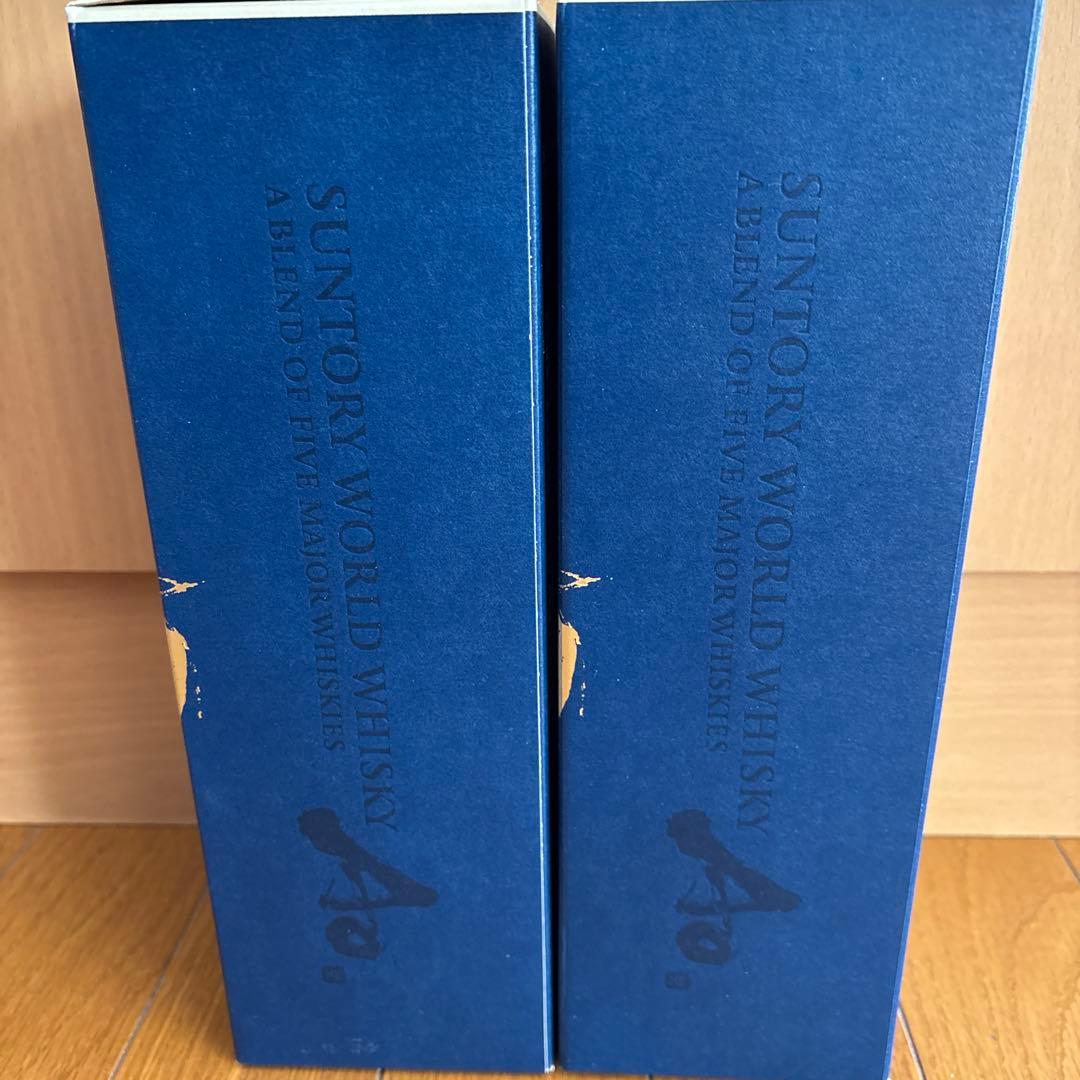 SUNTORY WORLD WHISKY
A BLEND OF FIVE MAJOR WHISKIES
Ao
SUNTORY WORLD WHISKY
A BLEND OF FIVE MAJOR WHISKIES
Ao